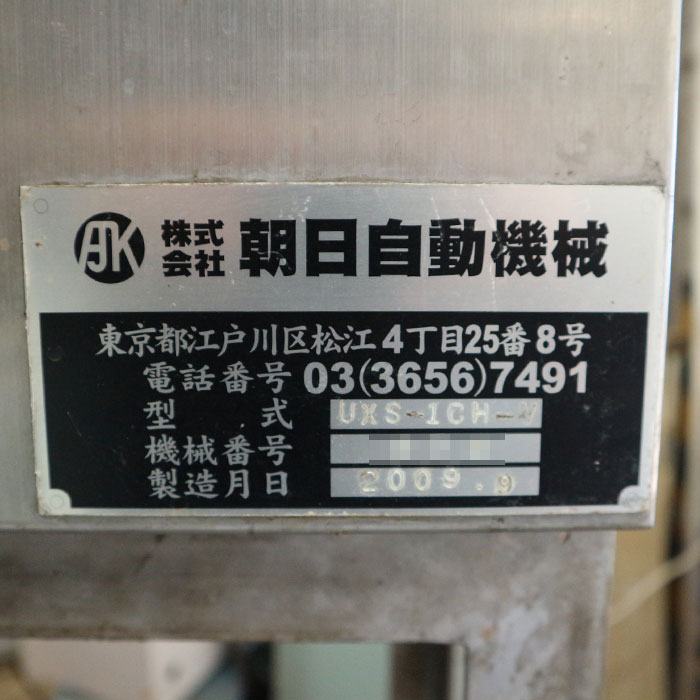 AJK 株式会社 朝日自動機械
東京都江戸川区松江4丁目25番8号
電話番号 03(3656)7491
型式 UXS-1CH-V
機械番号
製造月日 2009.9